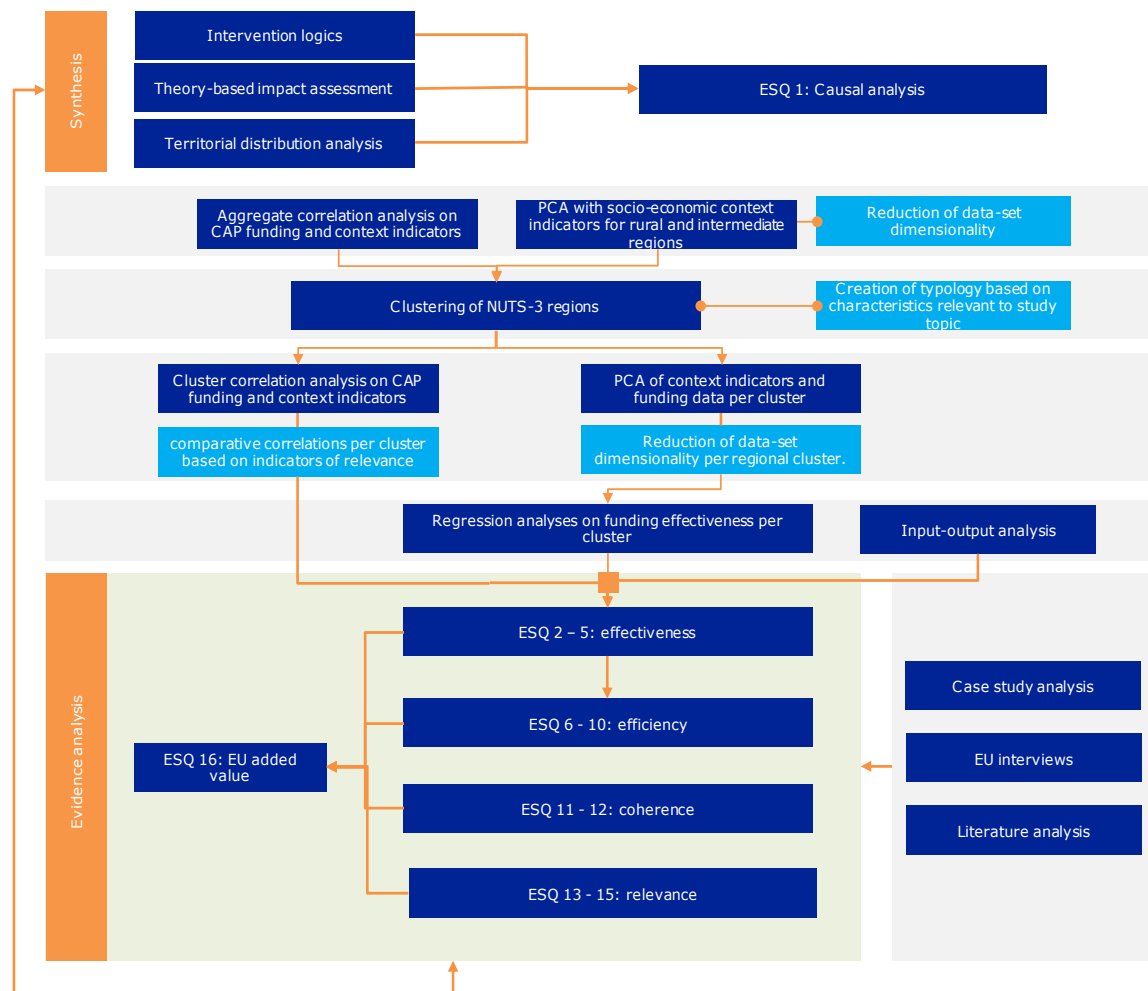 Synthesis
Intervention logics
Theory-based impact assessment
Territorial distribution analysis
ESQ 1: Causal analysis
Aggregate correlation analysis on
CAP funding and context indicators
PCA with socio-economic context
indicators for rural and intermediate
regions
Reduction of data-set
dimensionality
Clustering of NUTS-3 regions
Creation of typology based on
characteristics relevant to study
topic
Cluster correlation analysis on CAP
funding and context indicators
PCA of context indicators and
funding data per cluster
comparative correlations per cluster
based on indicators of relevance
Reduction of data-set
dimensionality per regional cluster.
Regression analyses on funding effectiveness per
cluster
Input-output analysis
Evidence analysis
ESQ 2 – 5: effectiveness
ESQ 6 - 10: efficiency
ESQ 16: EU added
value
ESQ 11 - 12: coherence
ESQ 13 - 15: relevance
Case study analysis
EU interviews
Literature analysis